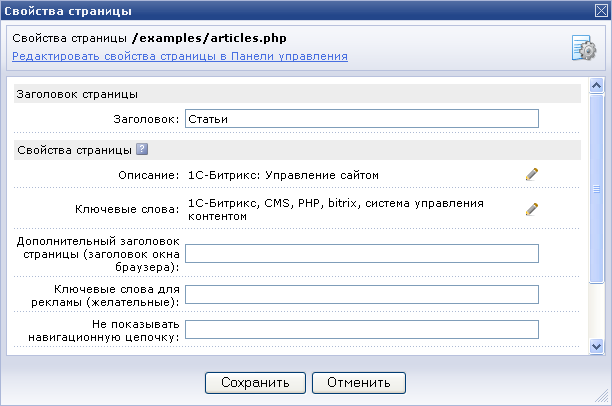 Свойства страницы
Свойства страницы /examples/articles.php
Редактировать свойства страницы в Панели управления
Заголовок страницы
Заголовок: Статьи
Свойства страницы ?
Описание: 1С-Битрикс: Управление сайтом
Ключевые слова: 1С-Битрикс, CMS, PHP, bitrix, система управления
контентом
Дополнительный заголовок
страницы (заголовок окна
браузера):
Ключевые слова для
рекламы (желательные):
Не показывать
навигационную цепочку:
Сохранить Отменить